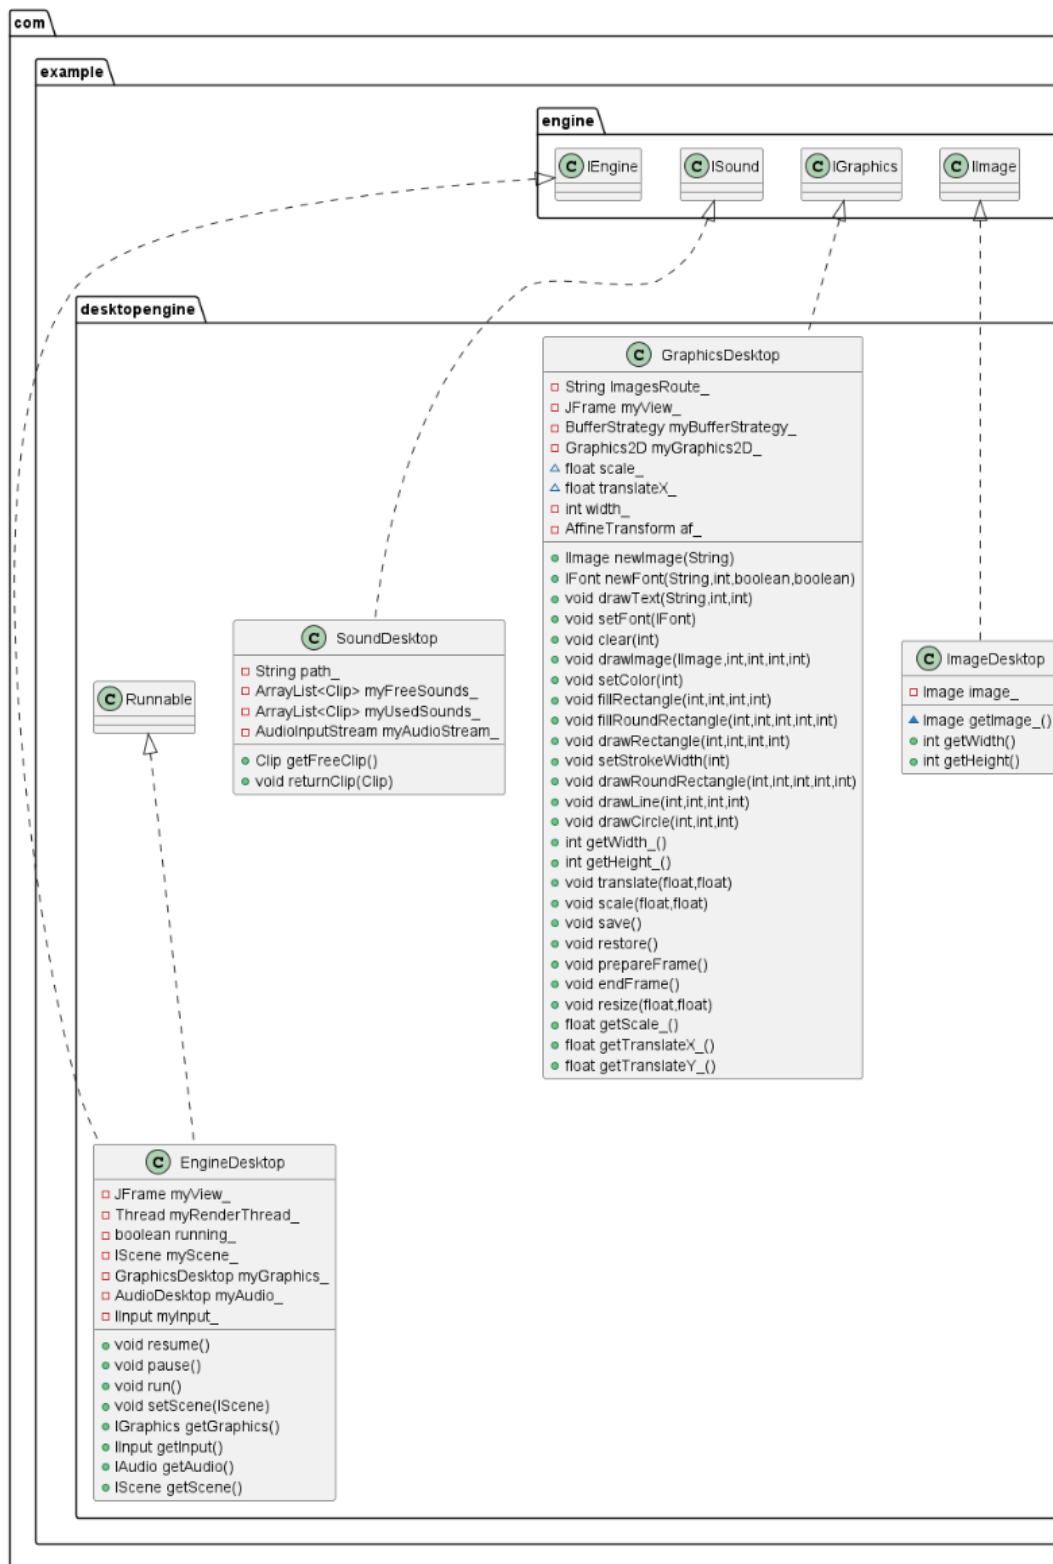 com
example
engine
C IEngine
C ISound
C IGraphics
C IImage
desktopengine
C GraphicsDesktop
String ImagesRoute_
JFrame myView_
BufferStrategy myBufferStrategy_
Graphics2D myGraphics2D_
float scale_
float translateX_
int width_
AffineTransform af_
IImage newImage(String)
IFont newFont(String,int,boolean,boolean)
void drawText(String,int,int)
void setFont(IFont)
void clear(int)
void drawImage(IImage,int,int,int,int)
void setColor(int)
void fillRectangle(int,int,int,int)
void fillRoundRectangle(int,int,int,int,int)
void drawRectangle(int,int,int,int)
void setStrokeWidth(int)
void drawRoundRectangle(int,int,int,int,int)
void drawLine(int,int,int,int)
void drawCircle(int,int,int)
int getWidth_()
int getHeight_()
void translate(float,float)
void scale(float,float)
void save()
void restore()
void prepareFrame()
void endFrame()
void resize(float,float)
float getScale_()
float getTranslateX_()
float getTranslateY_()
C SoundDesktop
String path_
ArrayList<Clip> myFreeSounds_
ArrayList<Clip> myUsedSounds_
AudioInputStream myAudioStream_
Clip getFreeClip()
void returnClip(Clip)
C ImageDesktop
Image image_
Image getImage_()
int getWidth()
int getHeight()
C Runnable
C EngineDesktop
JFrame myView_
Thread myRenderThread_
boolean running_
IScene myScene_
GraphicsDesktop myGraphics_
AudioDesktop myAudio_
IInput myInput_
void resume()
void pause()
void run()
void setScene(IScene)
IGraphics getGraphics()
IInput getInput()
IAudio getAudio()
IScene getScene()